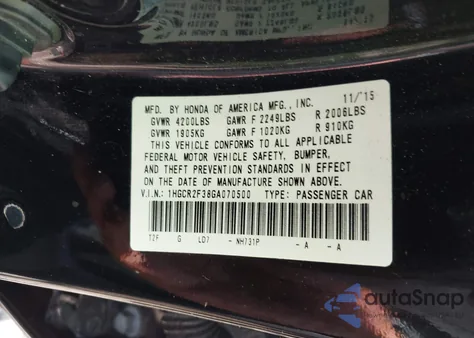 MFD. BY HONDA OF AMERICA MFG., INC. 11/15
GVWR 4200LBS GAWR F 2249LBS R 2006LBS
GVWR 1905KG GAWR F 1020KG R 910KG
THIS VEHICLE CONFORMS TO ALL APPLICABLE
FEDERAL MOTOR VEHICLE SAFETY, BUMPER,
AND THEFT PREVENTION STANDARDS IN EFFECT
ON THE DATE OF MANUFACTURE SHOWN ABOVE.
V.I.N.: 1HGCR2F38GA070500 TYPE: PASSENGER CAR
T2F G LD7 - NH731P -A -A
autoSnap